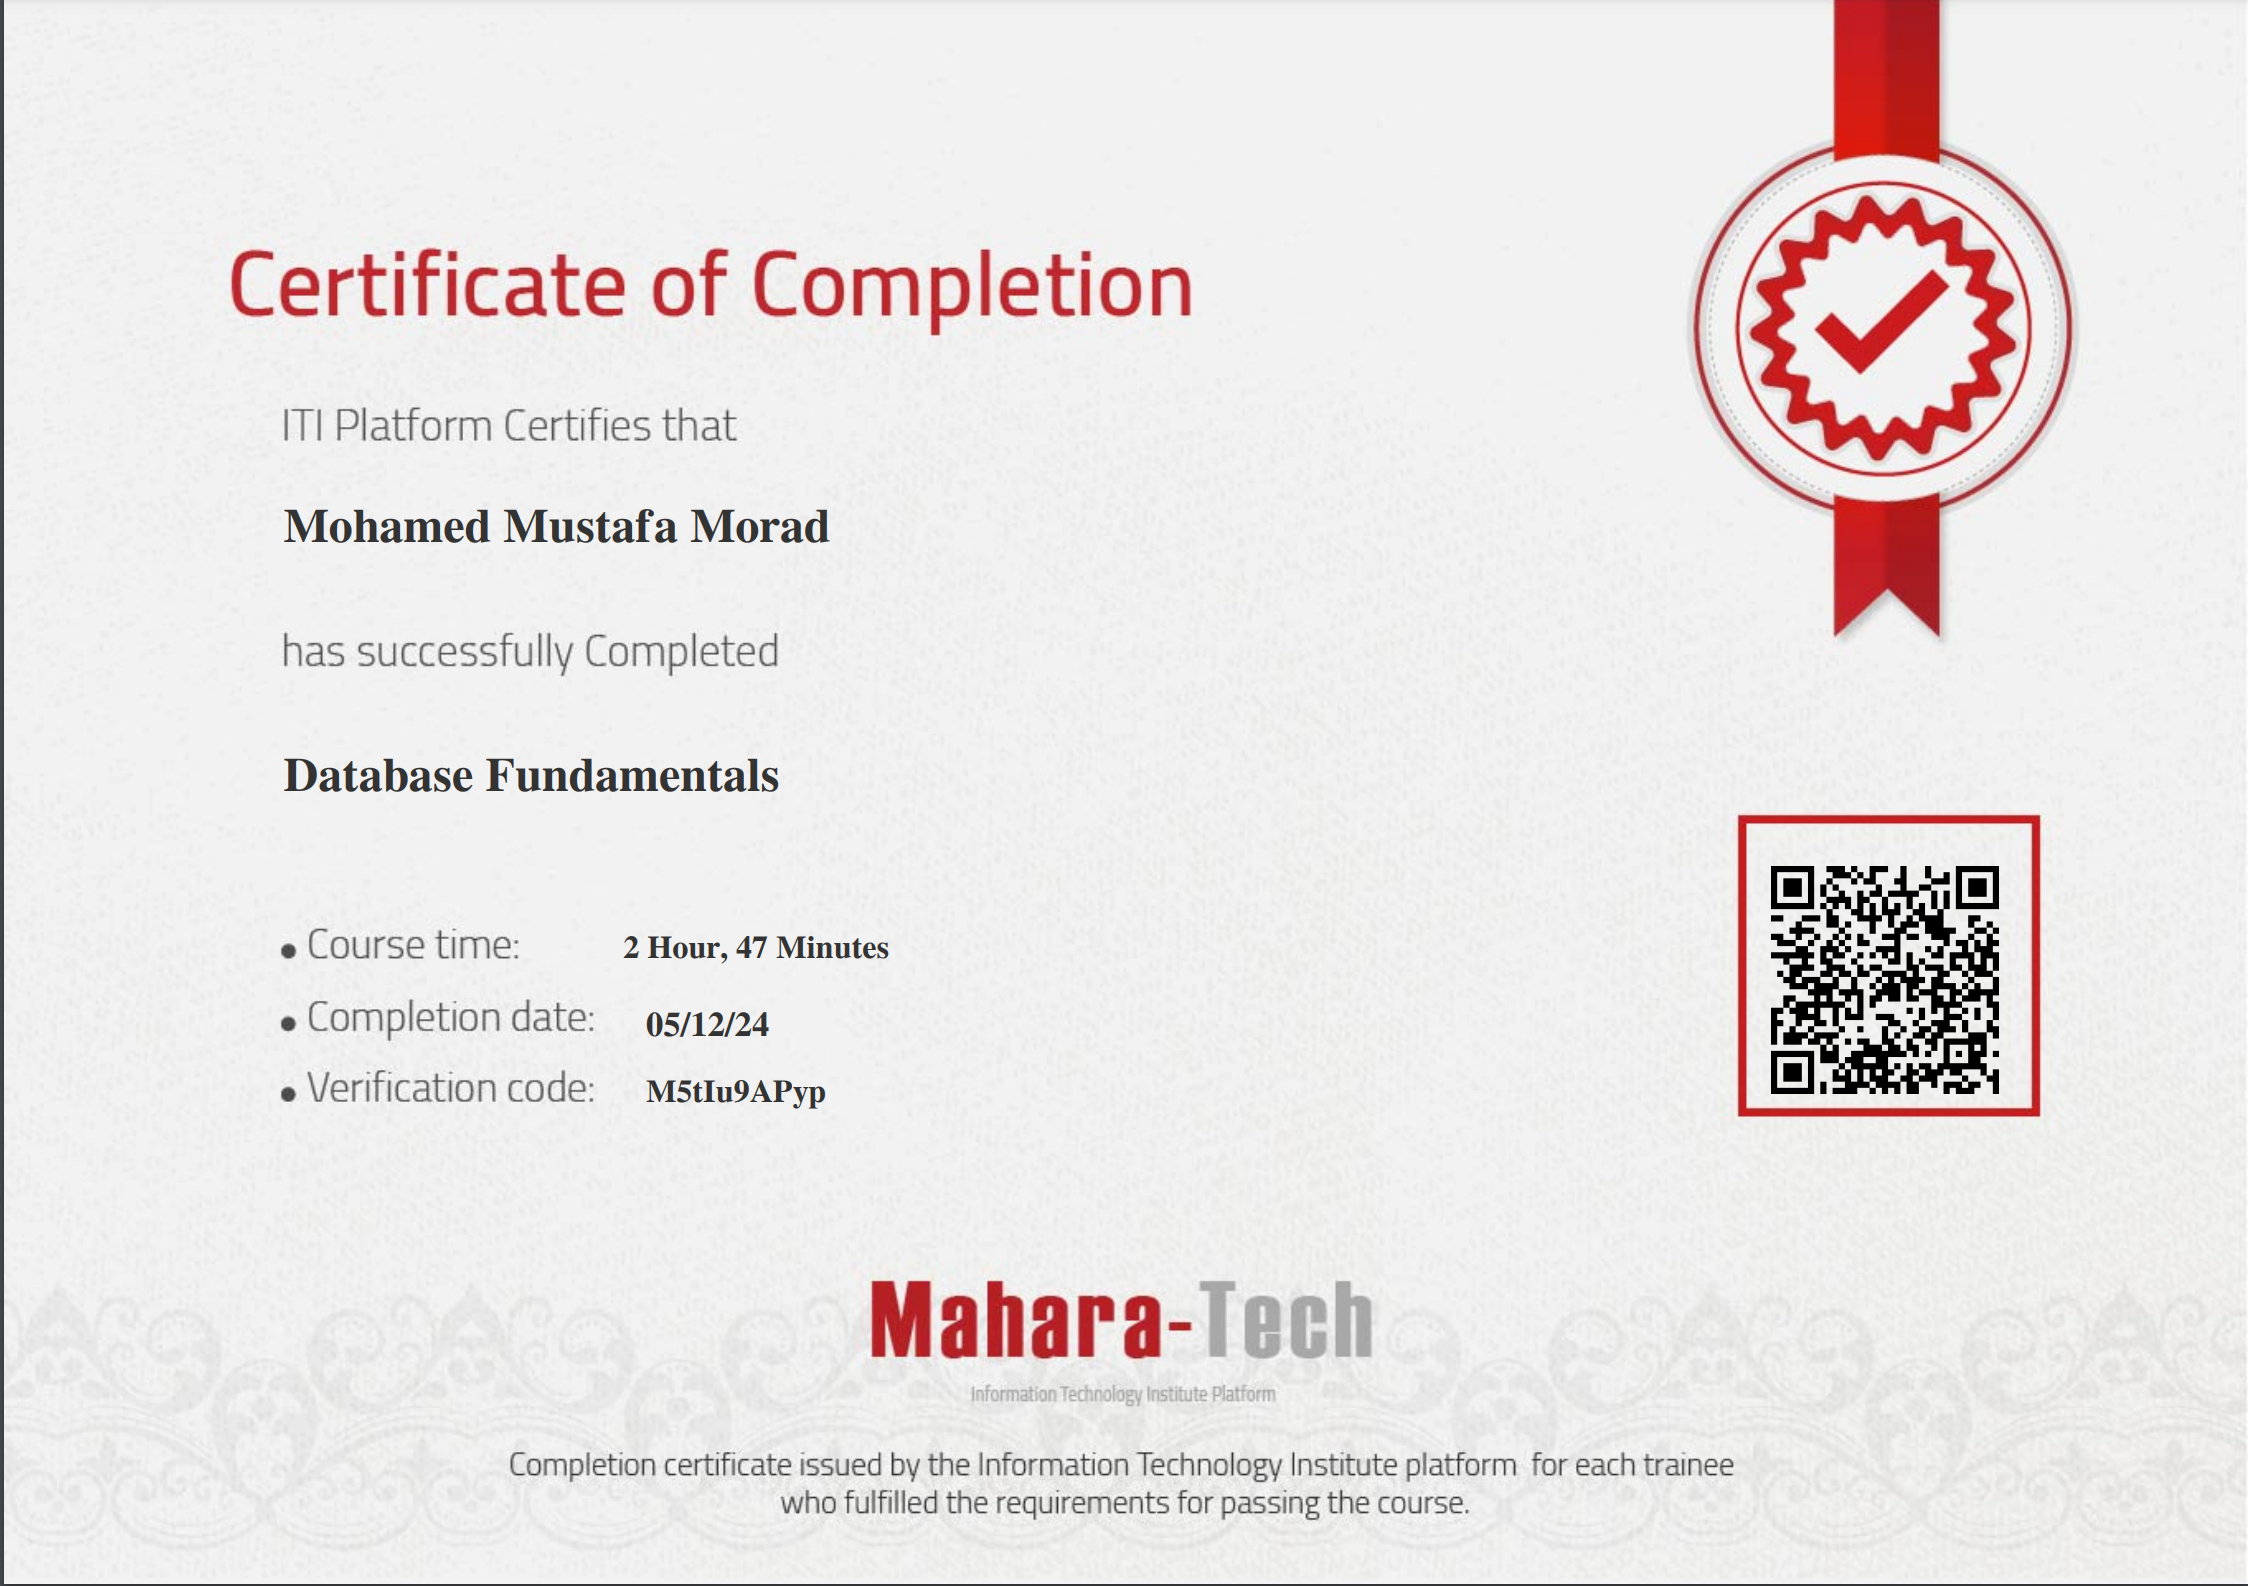 Certificate of Completion
ITI Platform Certifies that
Mohamed Mustafa Morad
has successfully Completed
Database Fundamentals
• Course time: 2 Hour, 47 Minutes
• Completion date: 05/12/24
• Verification code: M5tIu9APyp
Mahara-Tech
Information Technology Institute Platform
Completion certificate issued by the Information Technology Institute platform for each trainee
who fulfilled the requirements for passing the course.